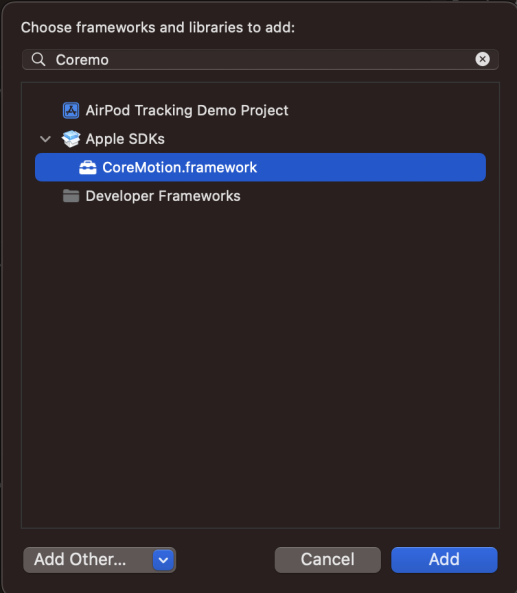 Choose frameworks and libraries to add:
Coremo
AirPod Tracking Demo Project
Apple SDKs
CoreMotion.framework
Developer Frameworks
Add Other...
Cancel
Add